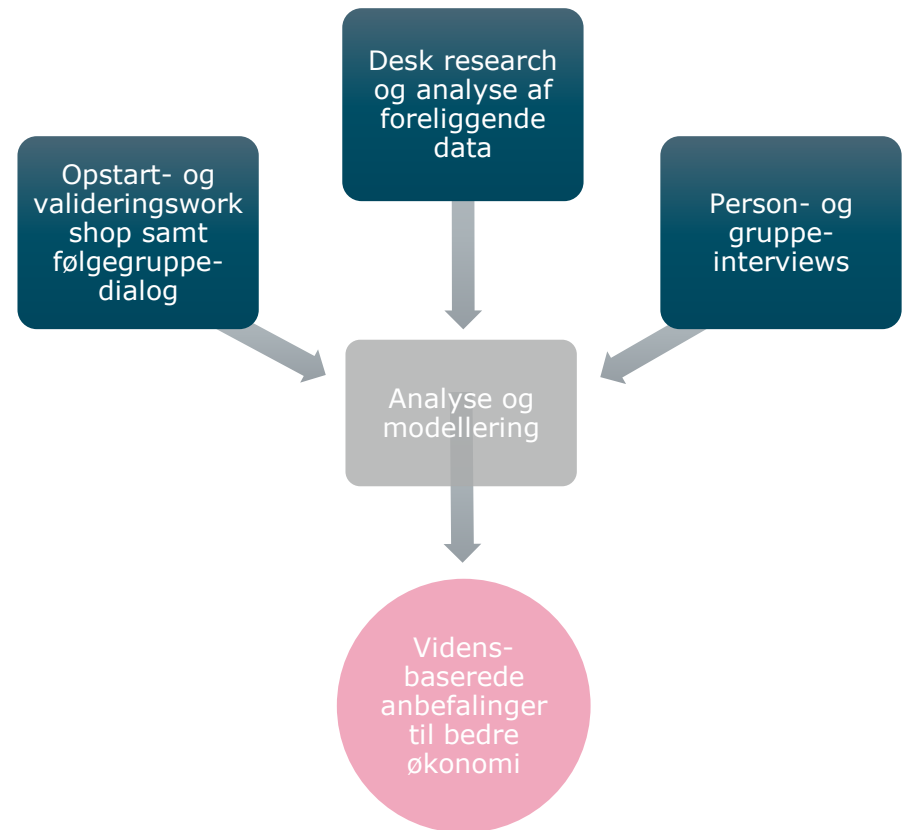 Desk research
og analyse af
foreliggende
data
Opstart- og
valideringswork
shop samt
følgegruppe-
dialog
Person- og
gruppe-
interviews
Analyse og
modellering
Videns-
baserede
anbefalinger
til bedre
økonomi